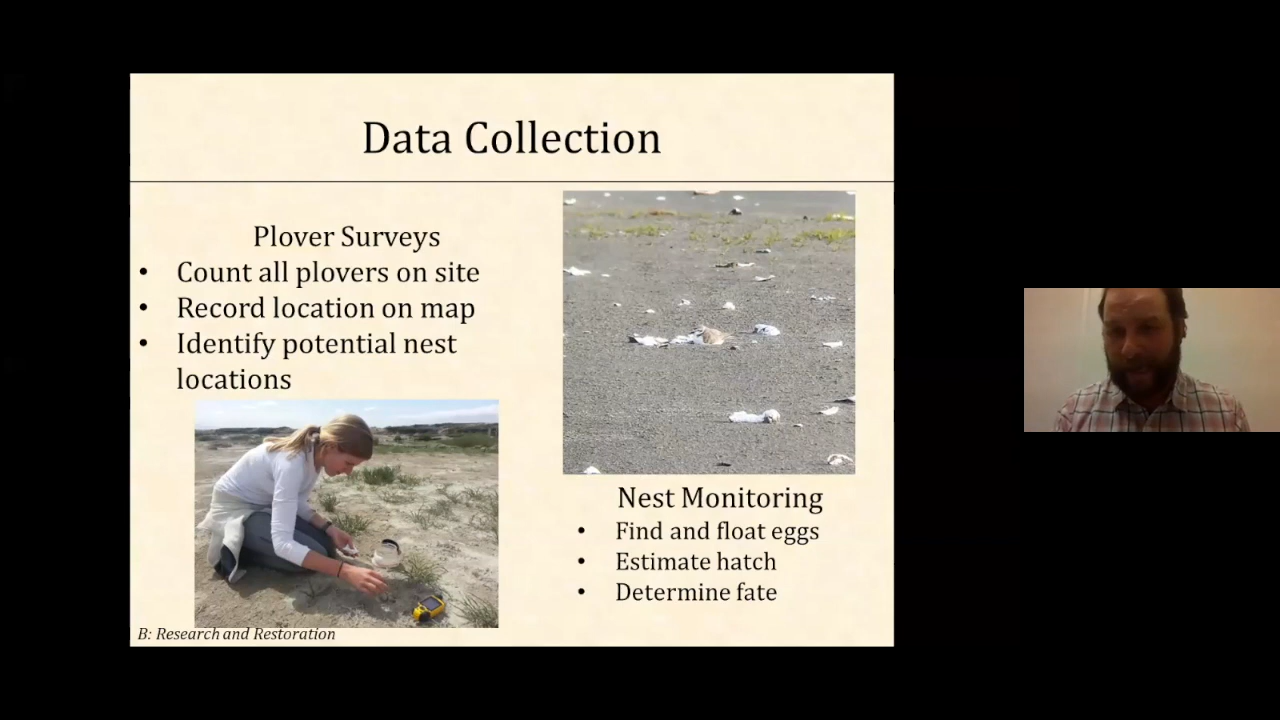 Data Collection
Plover Surveys
• Count all plovers on site
• Record location on map
• Identify potential nest
locations
Nest Monitoring
• Find and float eggs
• Estimate hatch
• Determine fate
B: Research and Restoration